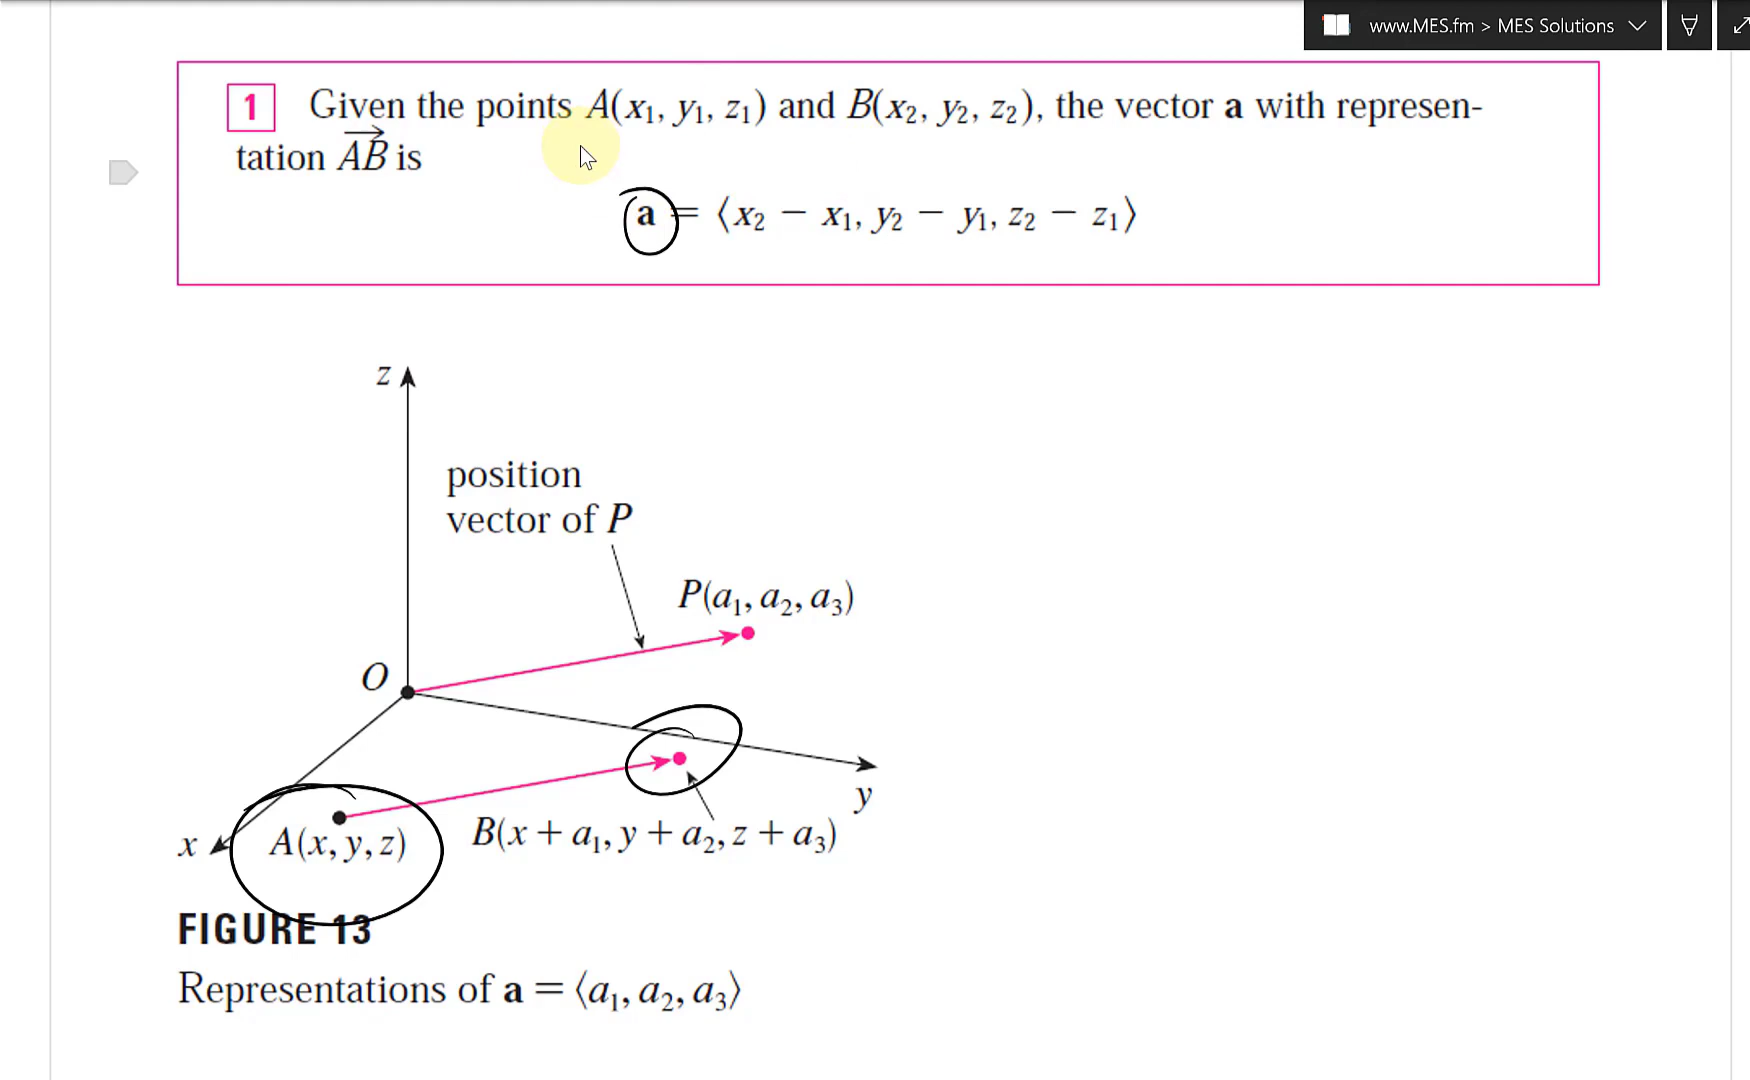 www.MES.fm > MES Solutions
1 Given the points A(x₁, y₁, z₁) and B(x₂, y₂, z₂), the vector a with represen-
tation AB is
a = ⟨x₂ − x₁, y₂ − y₁, z₂ − z₁⟩
z
position
vector of P
P(a₁, a₂, a₃)
O
y
x
A(x, y, z)
B(x + a₁, y + a₂, z + a₃)
FIGURE 13
Representations of a = ⟨a₁, a₂, a₃⟩